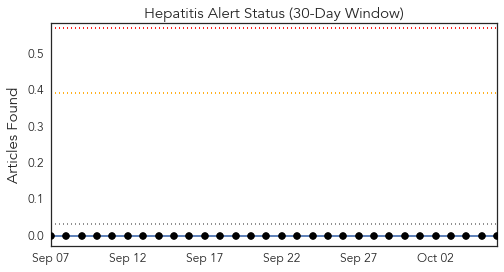 Hepatitis Alert Status (30-Day Window)
Articles Found
0.5
0.4
0.3
0.2
0.1
0.0
Sep 07 Sep 12 Sep 17 Sep 22 Sep 27 Oct 02